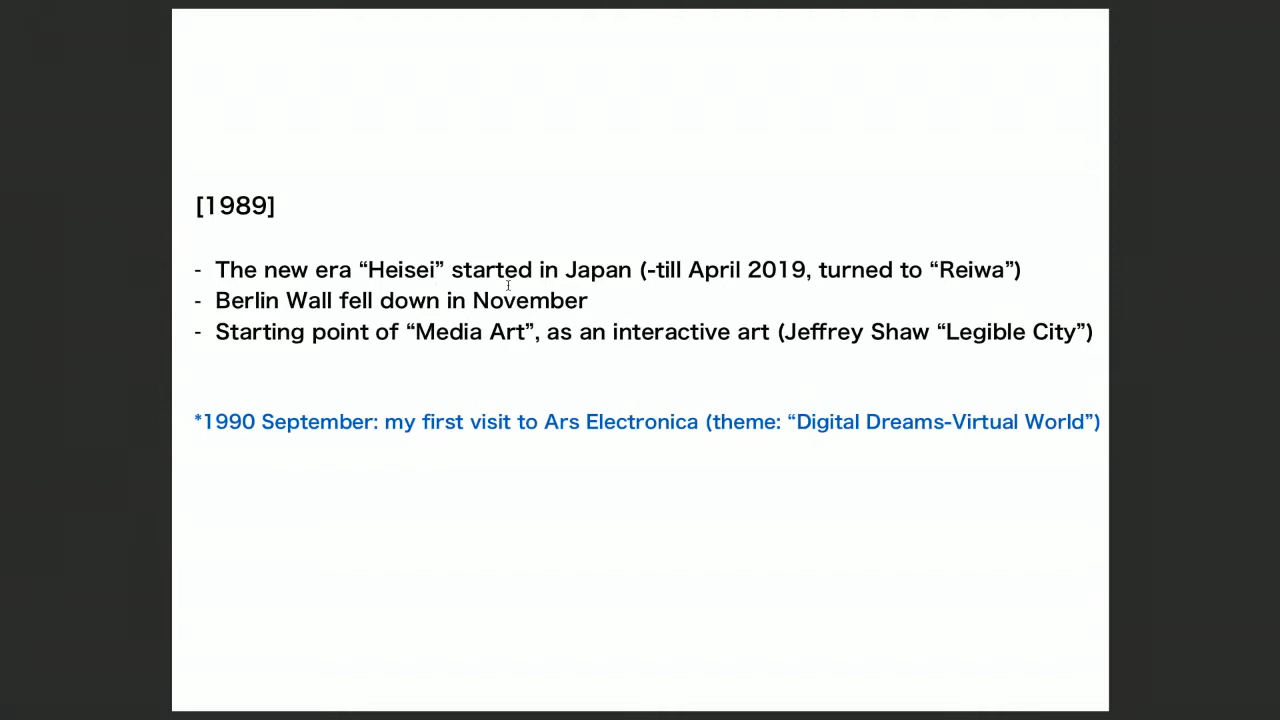 [1989]
- The new era “Heisei” started in Japan (-till April 2019, turned to “Reiwa”)
- Berlin Wall fell down in November
- Starting point of “Media Art”, as an interactive art (Jeffrey Shaw “Legible City”)
*1990 September: my first visit to Ars Electronica (theme: “Digital Dreams-Virtual World”)